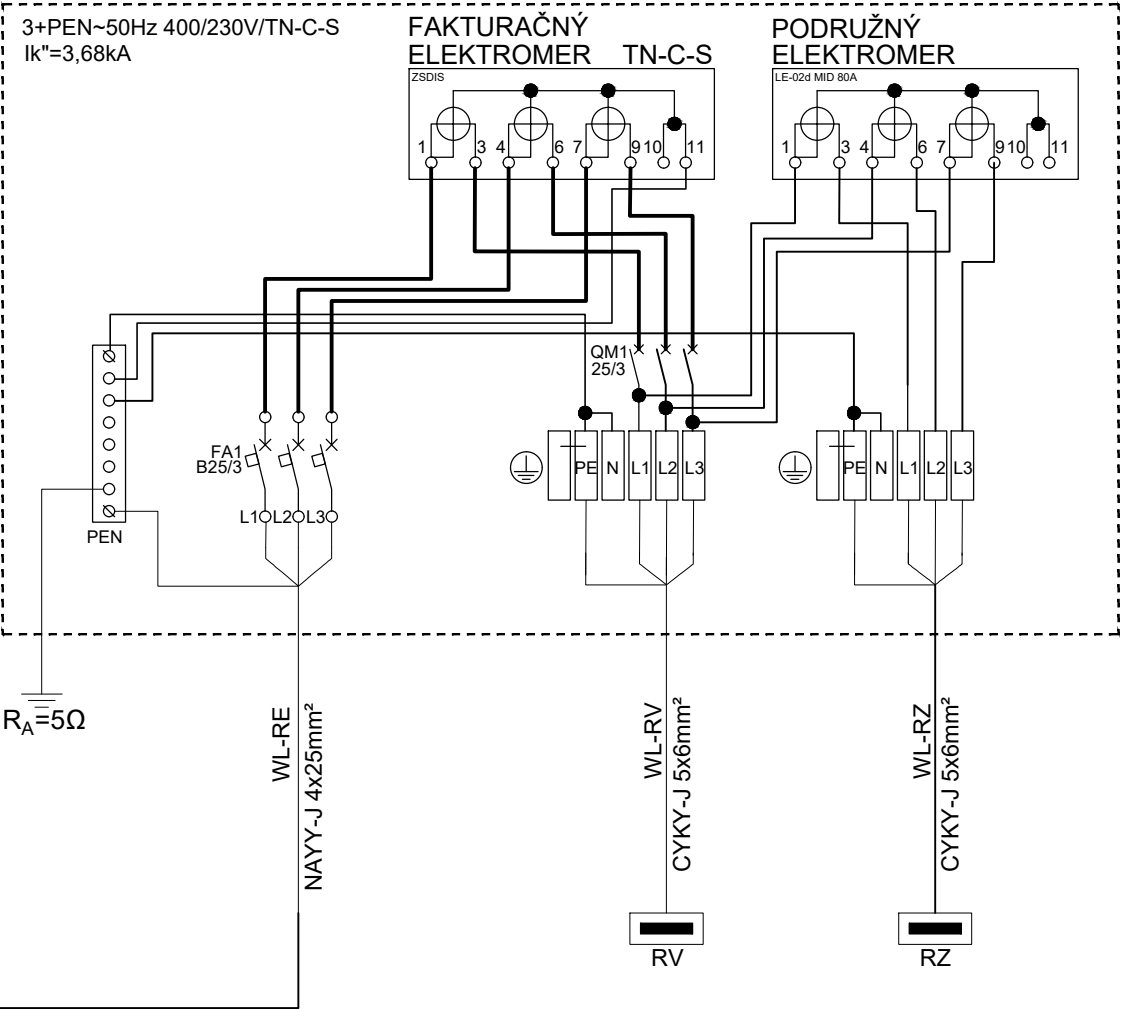 3+PEN~50Hz 400/230V/TN-C-S
Ik"=3,68kA
FAKTURAČNÝ
ELEKTROMER TN-C-S
ZSDIS
1 3 4 6 7 9 10 11
PODRUŽNÝ
ELEKTROMER
LE-02d MID 80A
1 3 4 6 7 9 10 11
QM1
25/3
FA1
B25/3
L1 L2 L3
PEN
PE N L1 L2 L3
PE N L1 L2 L3
RA=5Ω
WL-RE
NAYY-J 4x25mm²
WL-RV
CYKY-J 5x6mm²
WL-RZ
CYKY-J 5x6mm²
RV
RZ